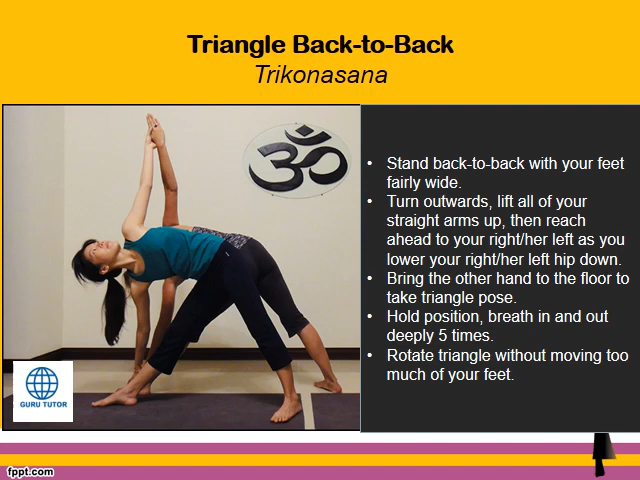 Triangle Back-to-Back
Trikonasana
ॐ
• Stand back-to-back with your feet
fairly wide.
• Turn outwards, lift all of your
straight arms up, then reach
ahead to your right/her left as you
lower your right/her left hip down.
• Bring the other hand to the floor to
take triangle pose.
• Hold position, breath in and out
deeply 5 times.
• Rotate triangle without moving too
much of your feet.
GURU TUTOR
fppt.com